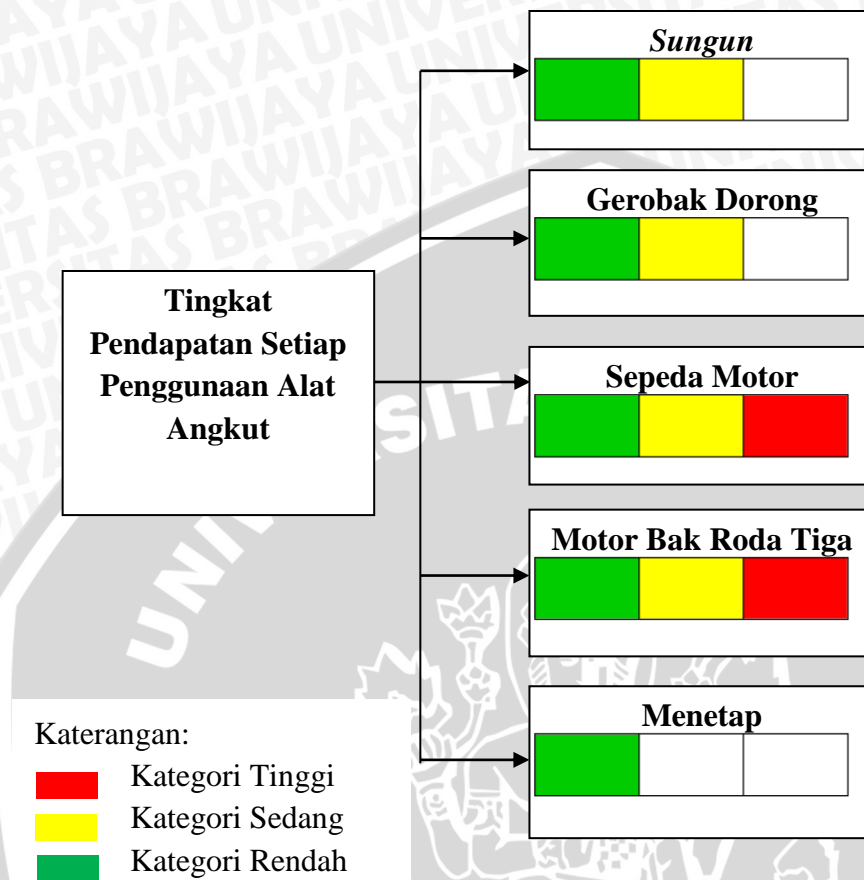 Sungun
Gerobak Dorong
Tingkat
Pendapatan Setiap
Penggunaan Alat
Angkut
Sepeda Motor
Motor Bak Roda Tiga
Menetap
Katerangan:
Kategori Tinggi
Kategori Sedang
Kategori Rendah